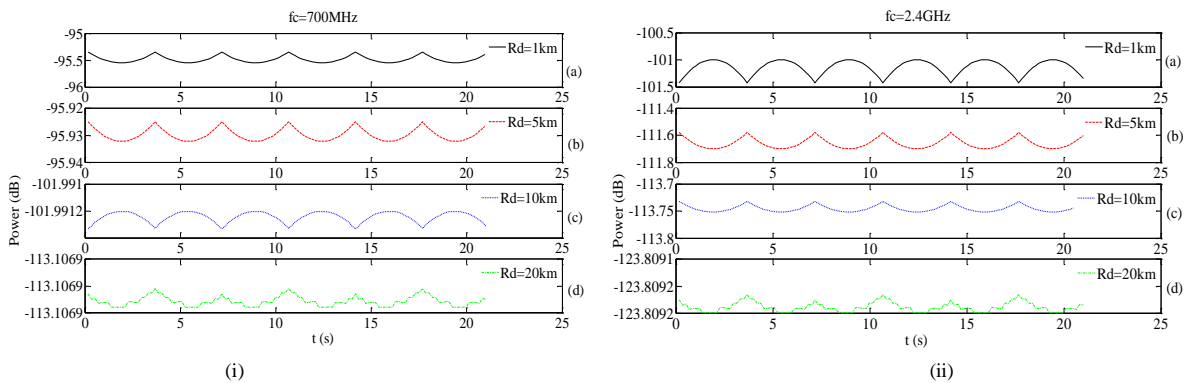 fc=700MHz
-95
-95.5
-96
Rd=1km
(a)
0 5 10 15 20 25
-95.92
-95.93
-95.94
Rd=5km
(b)
0 5 10 15 20 25
-101.991
-101.9912
Rd=10km
(c)
0 5 10 15 20 25
-113.1069
-113.1069
-113.1069
Rd=20km
(d)
0 5 10 15 20 25
Power (dB)
t (s)
(i)
fc=2.4GHz
-100.5
-101
-101.5
Rd=1km
(a)
0 5 10 15 20 25
-111.4
-111.6
-111.8
Rd=5km
(b)
0 5 10 15 20 25
-113.7
-113.75
-113.8
Rd=10km
(c)
0 5 10 15 20 25
-123.8091
-123.8092
-123.8092
Rd=20km
(d)
0 5 10 15 20 25
Power (dB)
t (s)
(ii)